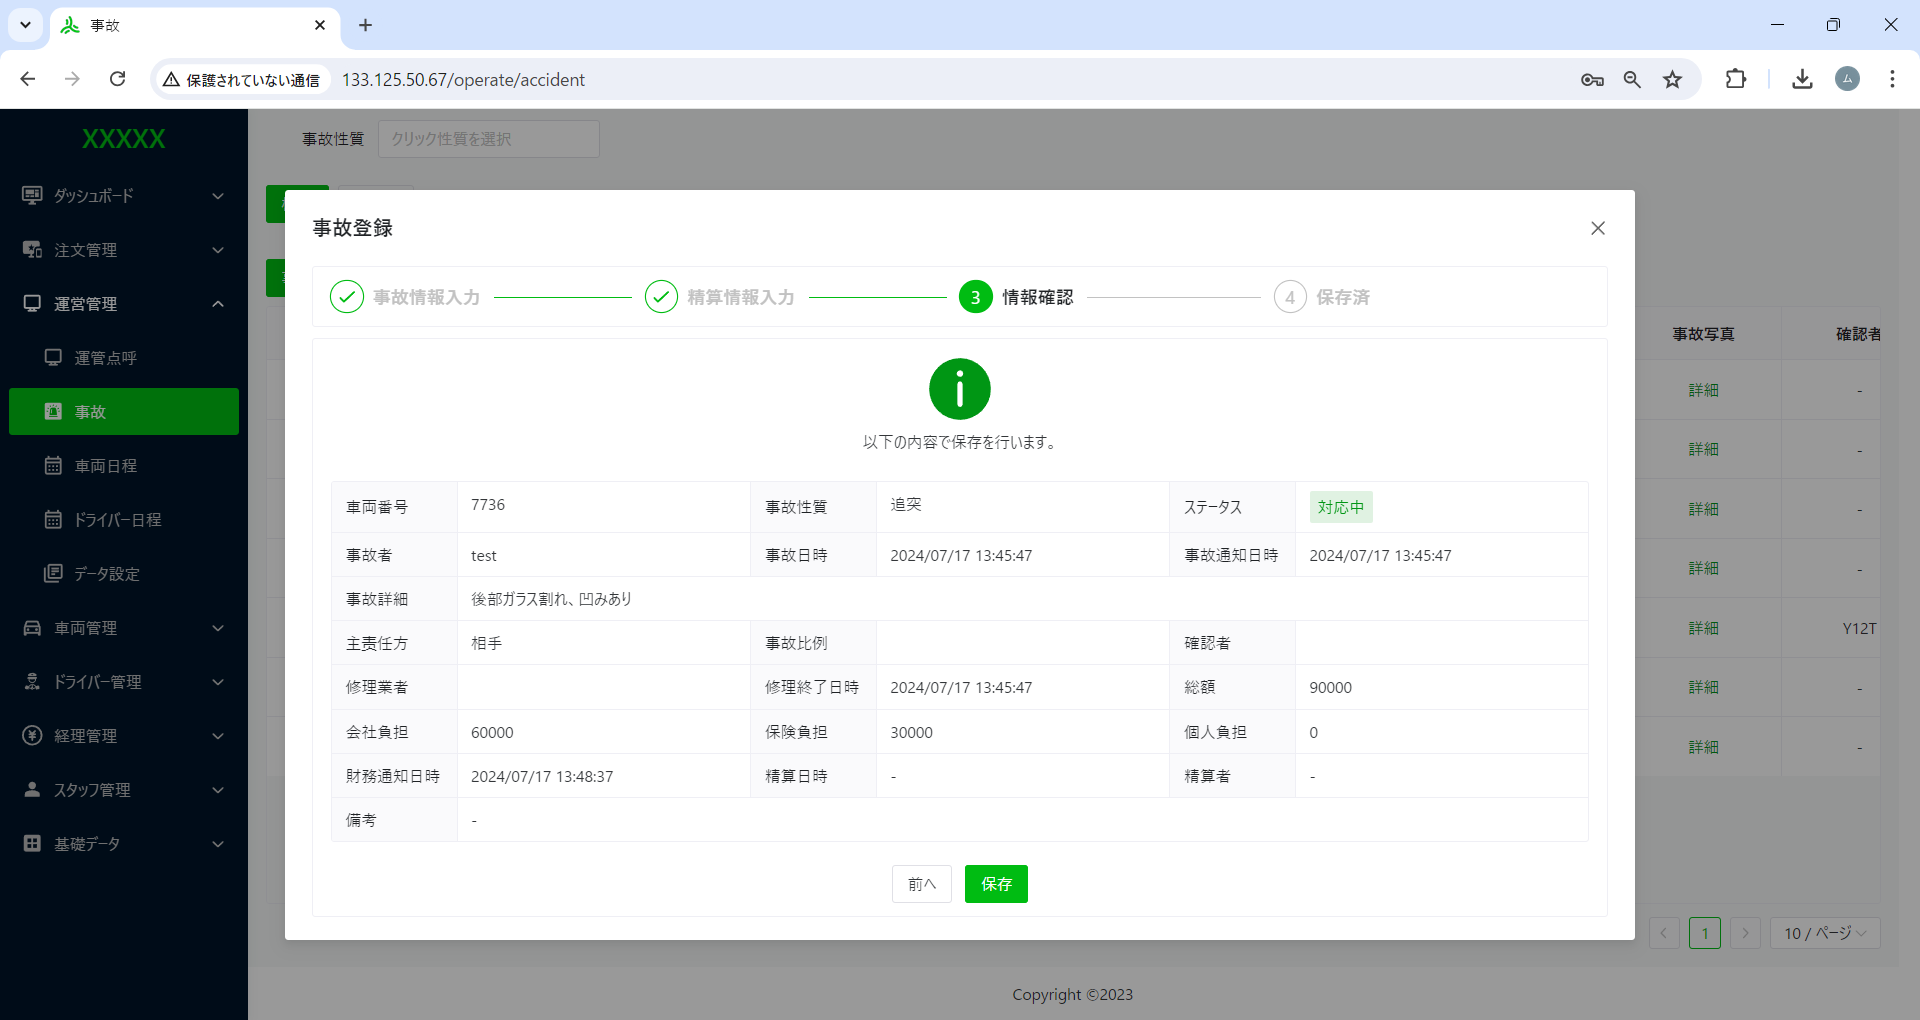 事故
保護されていない通信 133.125.50.67/operate/accident
ム
XXXXX
ダッシュボード
注文管理
運営管理
運管点呼
事故
車両日程
ドライバー日程
データ設定
車両管理
ドライバー管理
経理管理
スタッフ管理
基礎データ
事故性質 クリック性質を選択
事故登録
事故情報入力 精算情報入力 3 情報確認 4 保存済
以下の内容で保存を行います。
車両番号 7736 事故性質 追突 ステータス 対応中
事故者 test 事故日時 2024/07/17 13:45:47 事故通知日時 2024/07/17 13:45:47
事故詳細 後部ガラス割れ、凹みあり
主責任方 相手 事故比例 確認者
修理業者 修理終了日時 2024/07/17 13:45:47 総額 90000
会社負担 60000 保険負担 30000 個人負担 0
財務通知日時 2024/07/17 13:48:37 精算日時 - 精算者 -
備考 -
前へ 保存
事故写真 確認者
詳細 -
詳細 -
詳細 -
詳細 -
詳細 Y12T
詳細 -
詳細 -
1 10 / ページ
Copyright ©2023